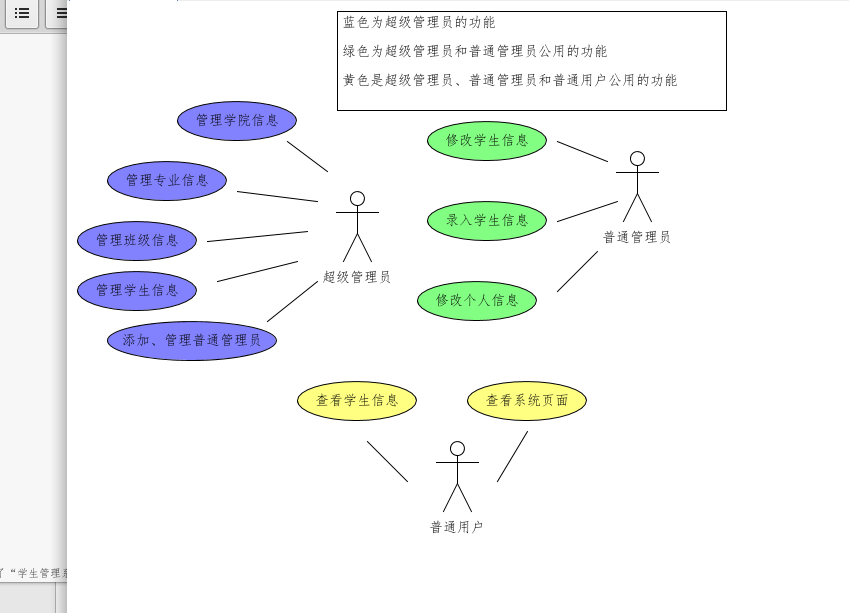 蓝色为超级管理员的功能
绿色为超级管理员和普通管理员公用的功能
黄色是超级管理员、普通管理员和普通用户公用的功能
管理学院信息
修改学生信息
管理专业信息
录入学生信息
普通管理员
管理班级信息
超级管理员
管理学生信息
修改个人信息
添加、管理普通管理员
查看学生信息
查看系统页面
普通用户
了“学生管理系